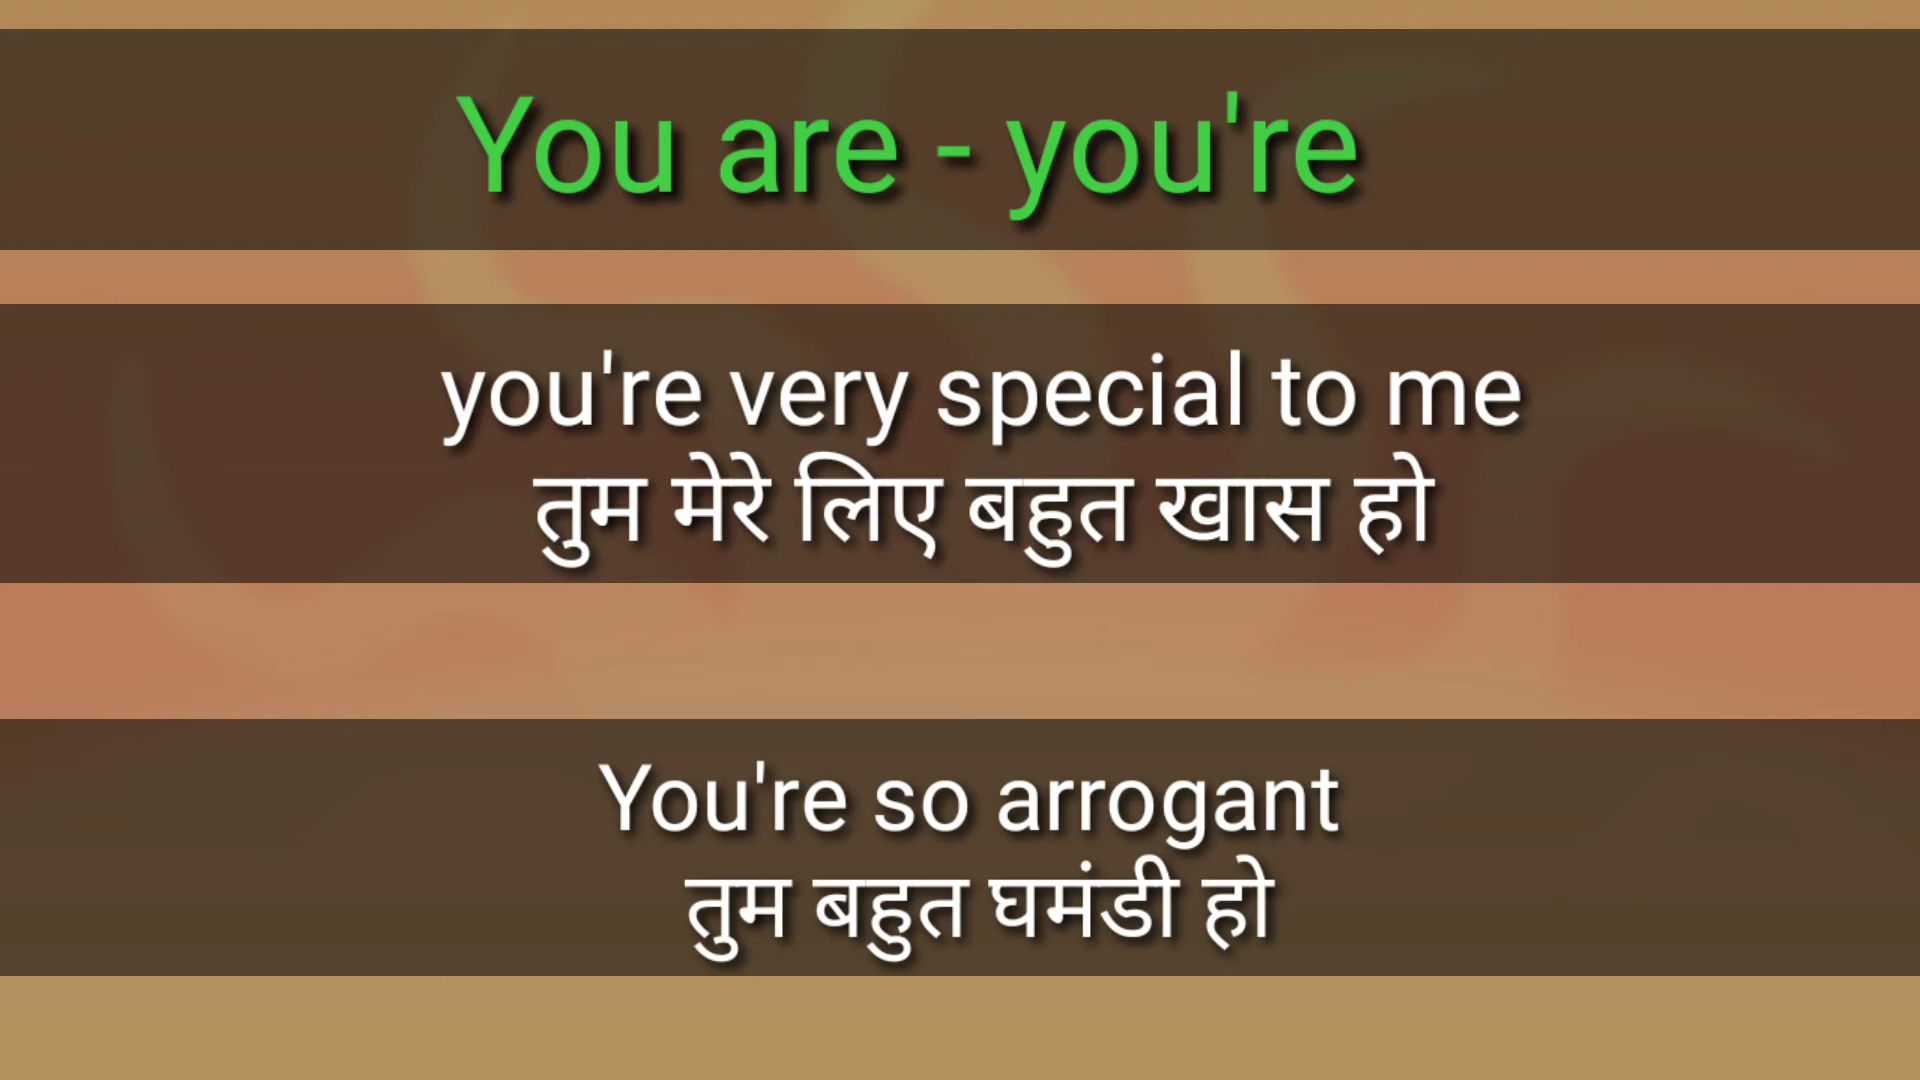 You are - you're
you're very special to me
तुम मेरे लिए बहुत खास हो
You're so arrogant
तुम बहुत घमंडी हो